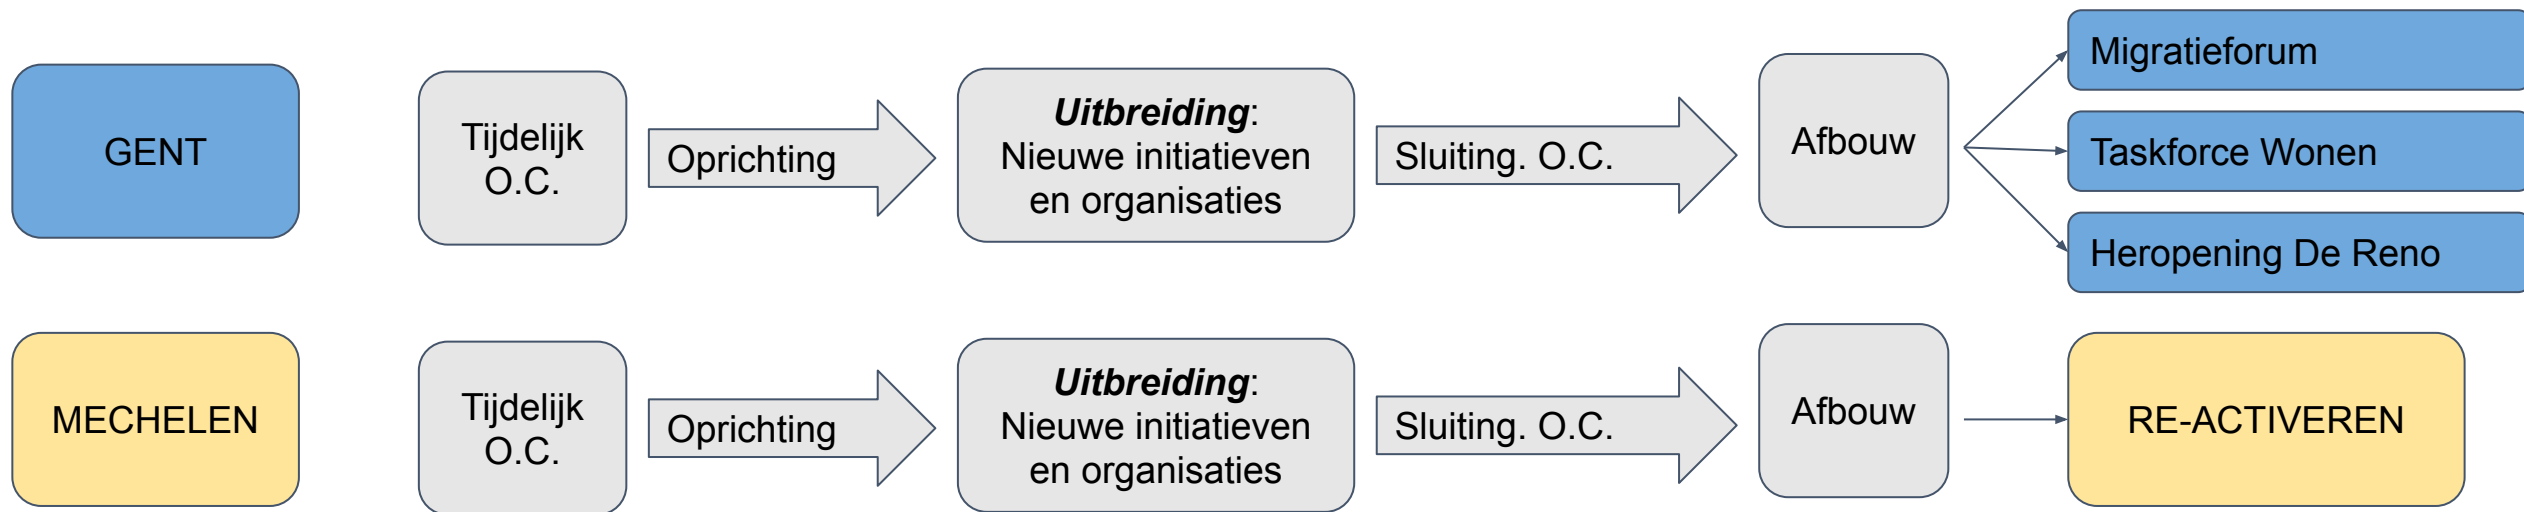 GENT
Tijdelijk
O.C.
Oprichting
Uitbreiding:
Nieuwe initiatieven
en organisaties
Sluiting. O.C.
Afbouw
Migratieforum
Taskforce Wonen
Heropening De Reno
MECHELEN
Tijdelijk
O.C.
Oprichting
Uitbreiding:
Nieuwe initiatieven
en organisaties
Sluiting. O.C.
Afbouw
RE-ACTIVEREN